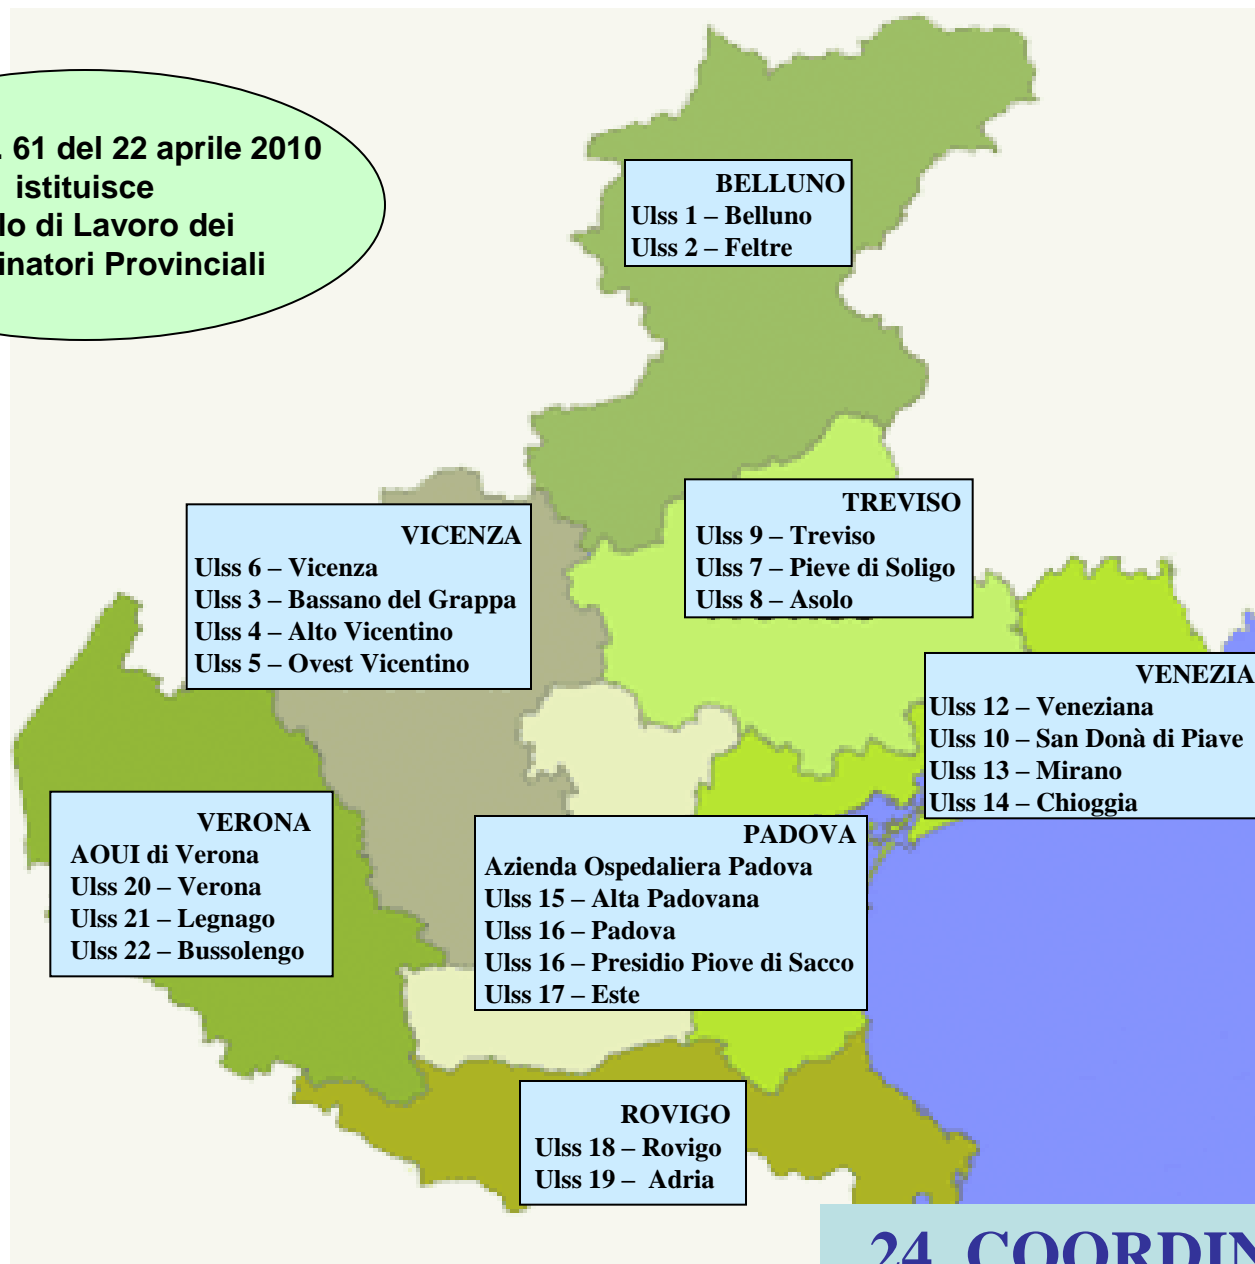 . 61 del 22 aprile 2010
istituisce
lo di Lavoro dei
inatori Provinciali
BELLUNO
Ulss 1 – Belluno
Ulss 2 – Feltre
TREVISO
Ulss 9 – Treviso
Ulss 7 – Pieve di Soligo
Ulss 8 – Asolo
VICENZA
Ulss 6 – Vicenza
Ulss 3 – Bassano del Grappa
Ulss 4 – Alto Vicentino
Ulss 5 – Ovest Vicentino
VENEZIA
Ulss 12 – Veneziana
Ulss 10 – San Donà di Piave
Ulss 13 – Mirano
Ulss 14 – Chioggia
VERONA
AOUI di Verona
Ulss 20 – Verona
Ulss 21 – Legnago
Ulss 22 – Bussolengo
PADOVA
Azienda Ospedaliera Padova
Ulss 15 – Alta Padovana
Ulss 16 – Padova
Ulss 16 – Presidio Piove di Sacco
Ulss 17 – Este
ROVIGO
Ulss 18 – Rovigo
Ulss 19 – Adria
24 COORDIN